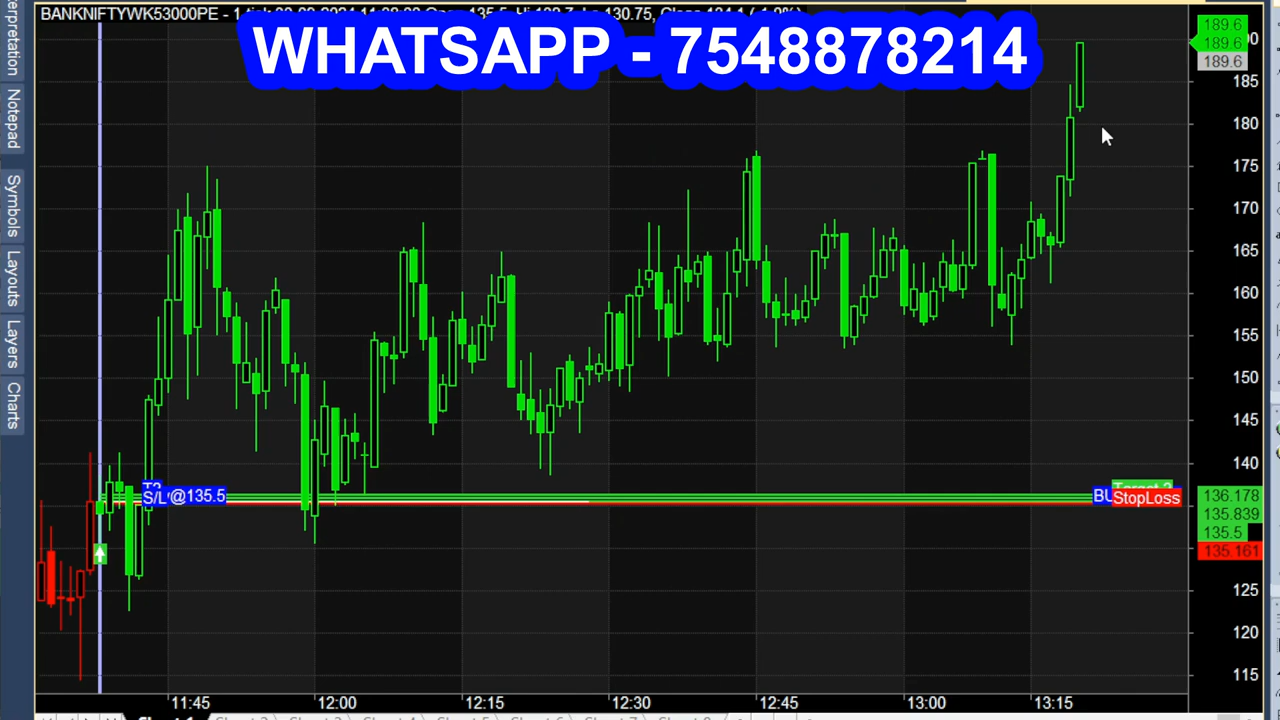 BANKNIFTYWK53000PE - 1
WHATSAPP - 7548878214
Interpretation
Notepad
Symbols
Layouts
Layers
Charts
189.6
189.6
189.6
185
180
175
170
165
160
155
150
145
140
S/L @135.5
BU
StopLoss
136.178
135.839
135.5
135.161
125
120
115
11:45 12:00 12:15 12:30 12:45 13:00 13:15